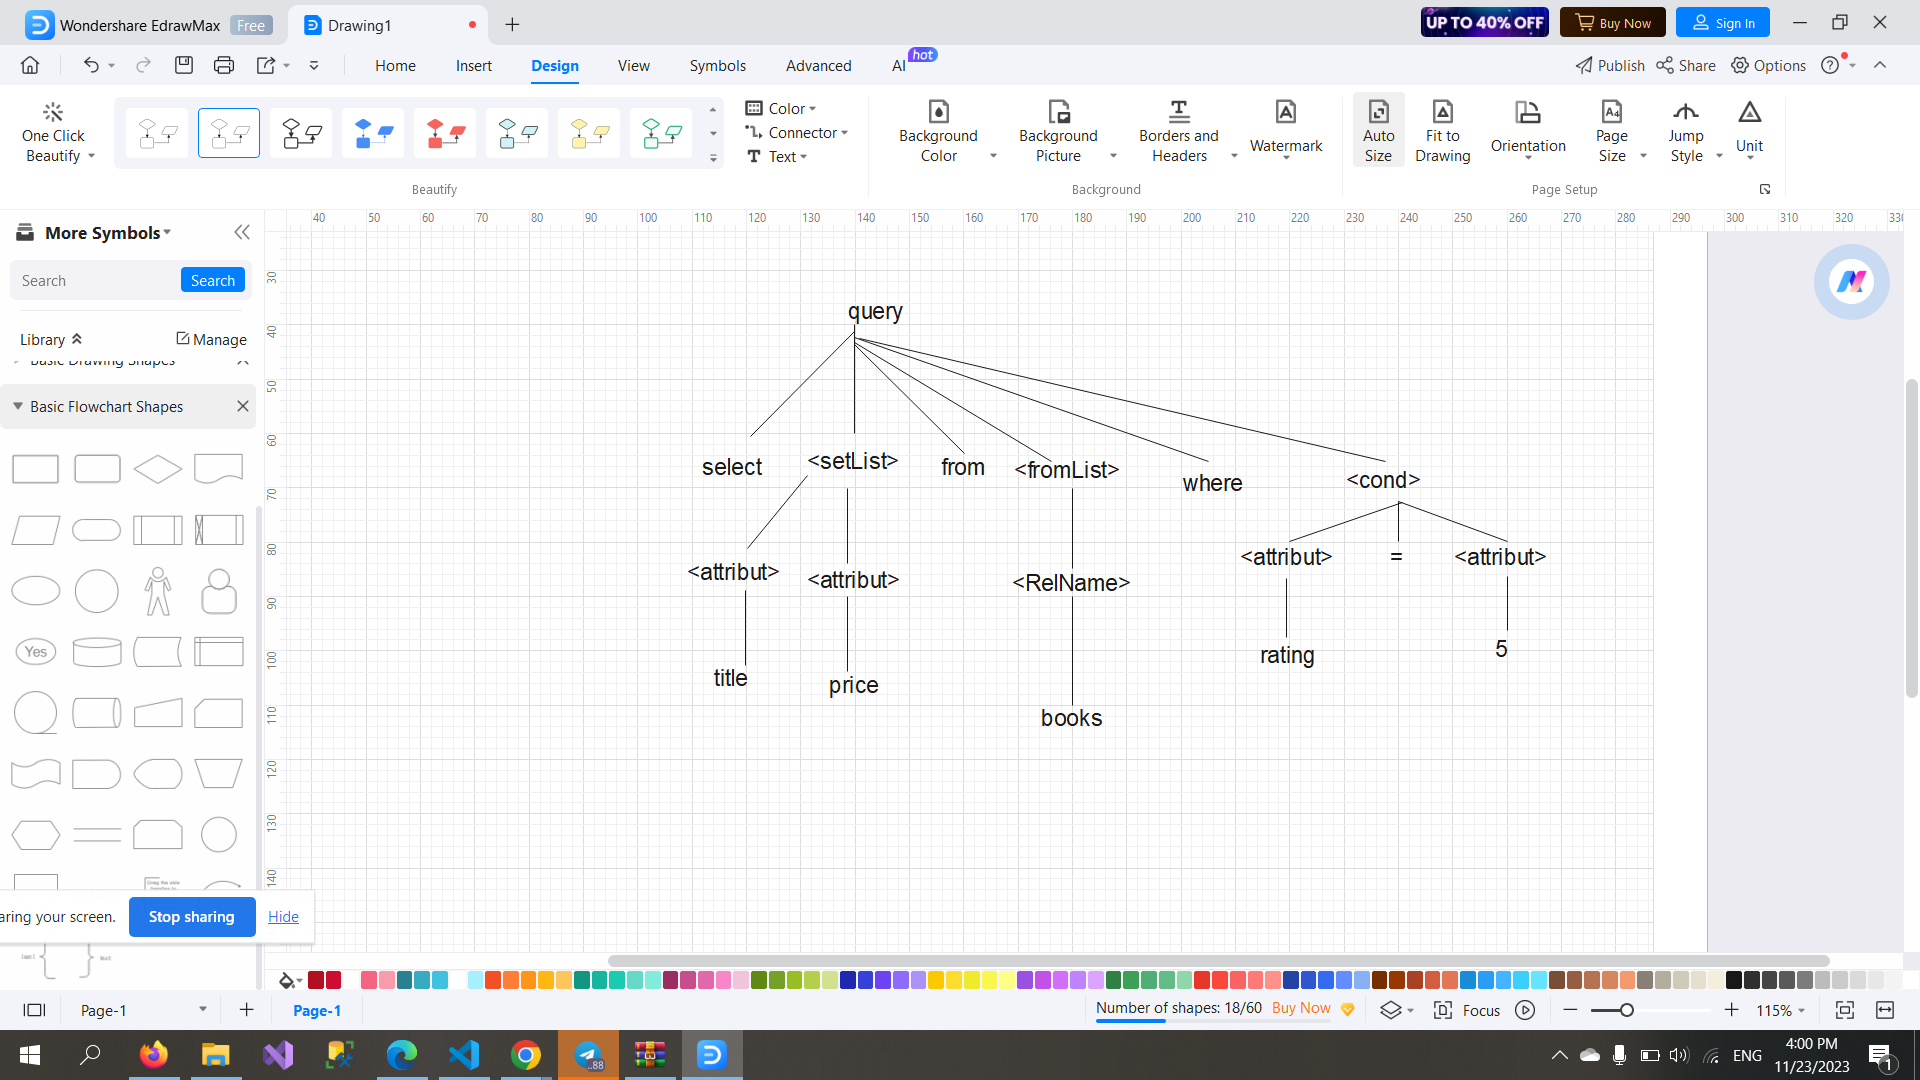 Wondershare EdrawMax Free
Drawing1
UP TO 40% OFF
Buy Now
Sign In
Home Insert Design View Symbols Advanced AI hot
Publish Share Options
One Click Beautify
Color
Connector
Text
Background Color
Background Picture
Borders and Headers
Watermark
Auto Size
Fit to Drawing
Orientation
Page Size
Jump Style
Unit
Beautify
Background
Page Setup
More Symbols
Search Search
Library Manage
Basic Drawing Shapes
Basic Flowchart Shapes
Yes
40 50 60 70 80 90 100 110 120 130 140 150 160 170 180 190 200 210 220 230 240 250 260 270 280 290 300 310 320 330
30 40 50 60 70 80 90 100 110 120 130 140
query
select <setList> from <fromList> where <cond>
<attribut> <attribut> <RelName> <attribut> = <attribut>
title price books rating 5
aring your screen. Stop sharing Hide
Page-1
Page-1
Number of shapes: 18/60 Buy Now
Focus
115%
..88
ENG
4:00 PM
11/23/2023
1